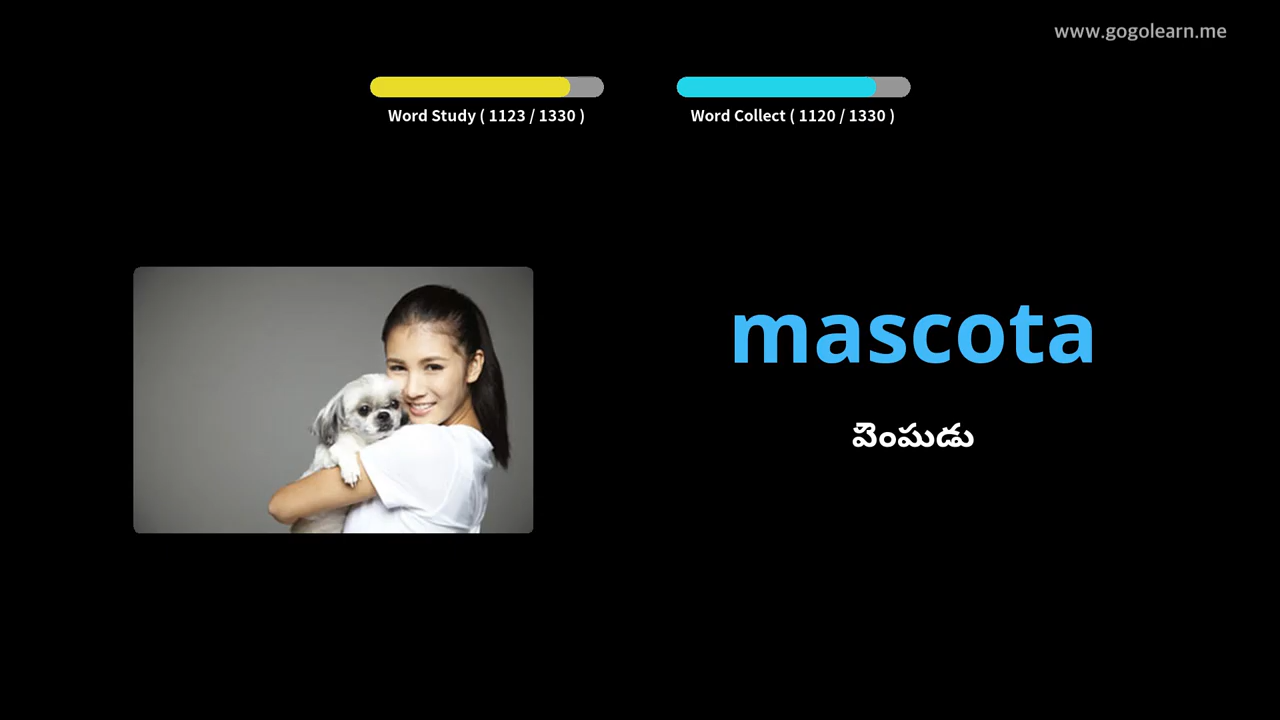 www.gogolearn.me
Word Study ( 1123 / 1330 )
Word Collect ( 1120 / 1330 )
mascota
పెంపుడు